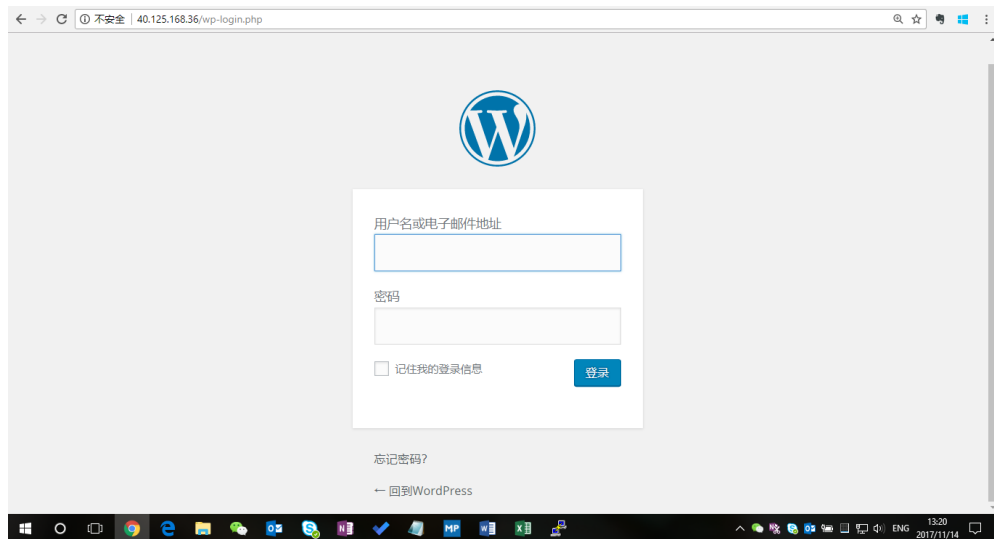 不安全 | 40.125.168.36/wp-login.php
用户名或电子邮件地址
密码
记住我的登录信息
登录
忘记密码?
← 回到WordPress
ENG
13:20
2017/11/14